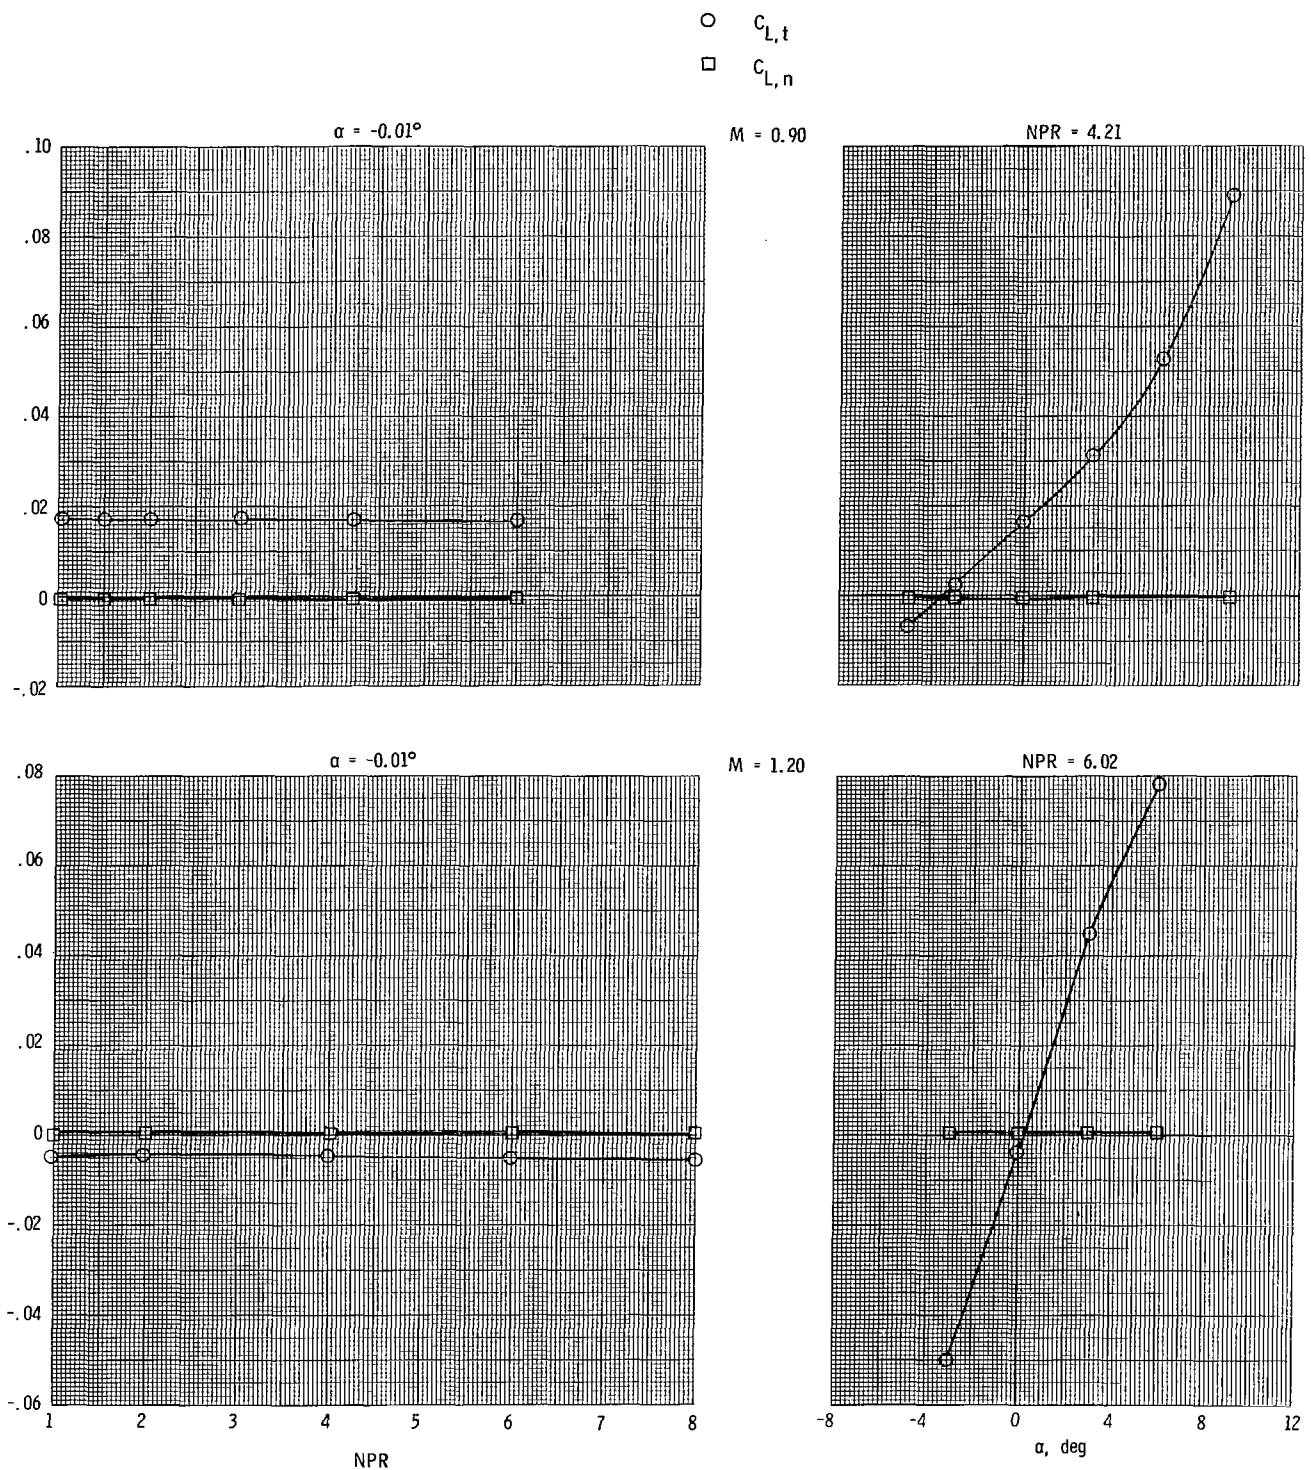 C_L,t
C_L,n
α = -0.01°
M = 0.90
NPR = 4.21
.10
.08
.06
.04
.02
0
-.02
α = -0.01°
M = 1.20
NPR = 6.02
.08
.06
.04
.02
0
-.02
-.04
-.06
1 2 3 4 5 6 7 8
NPR
-8 -4 0 4 8 12
α, deg